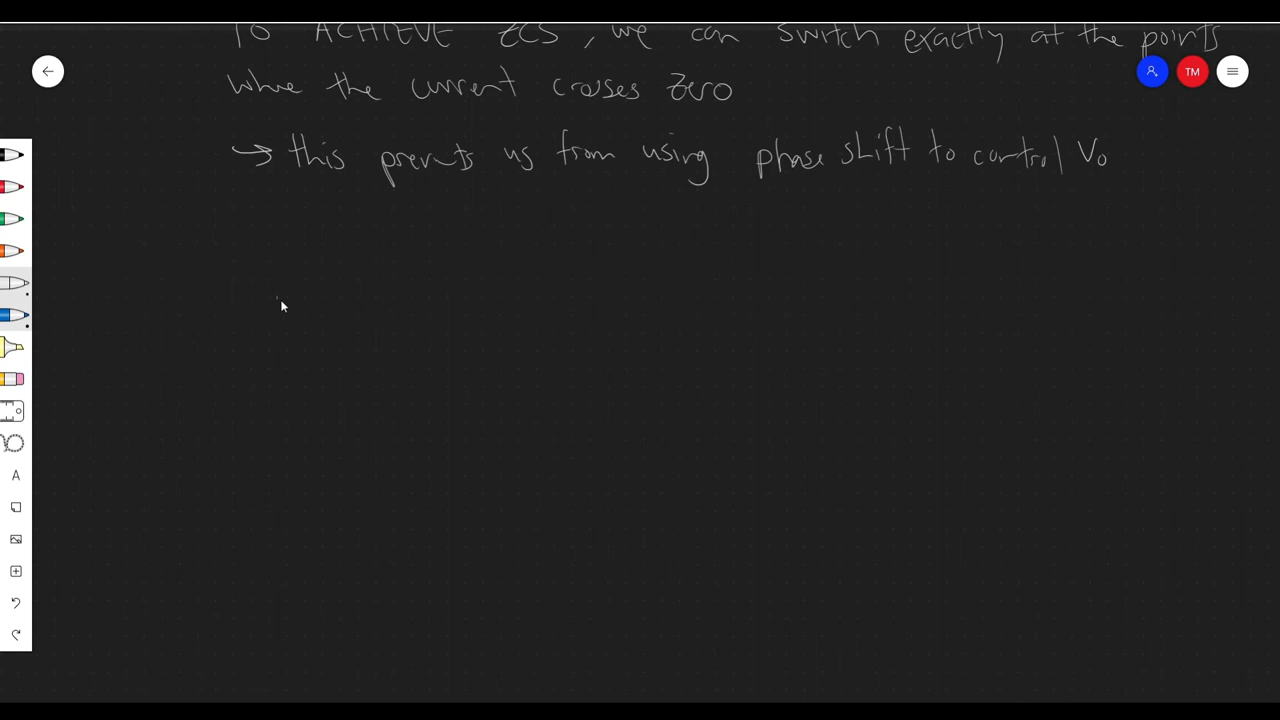 To ACHIEVE ZCS, we can switch exactly at the points
where the current crosses zero
→ this prevents us from using phase shift to control Vo
TM
A